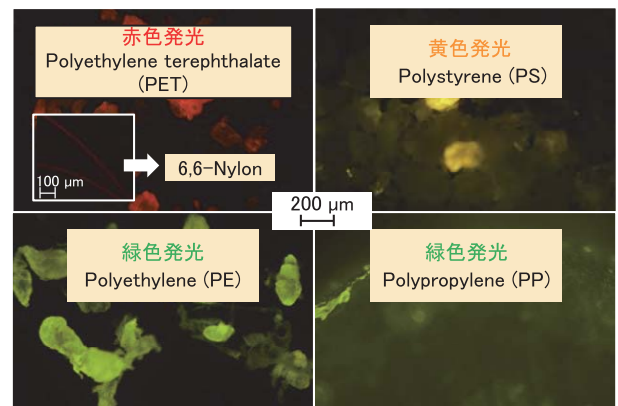 赤色発光
Polyethylene terephthalate
(PET)
100 μm
6,6-Nylon
黄色発光
Polystyrene (PS)
200 μm
緑色発光
Polyethylene (PE)
緑色発光
Polypropylene (PP)